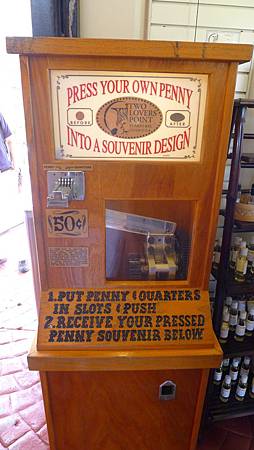 PRESS YOUR OWN PENNY
BEFORE
TWO
LOVERS
POINT
AFTER
INTO A SOUVENIR DESIGN
50¢
1. PUT PENNY & QUARTERS
IN SLOTS & PUSH
2. RECEIVE YOUR PRESSED
PENNY SOUVENIR BELOW